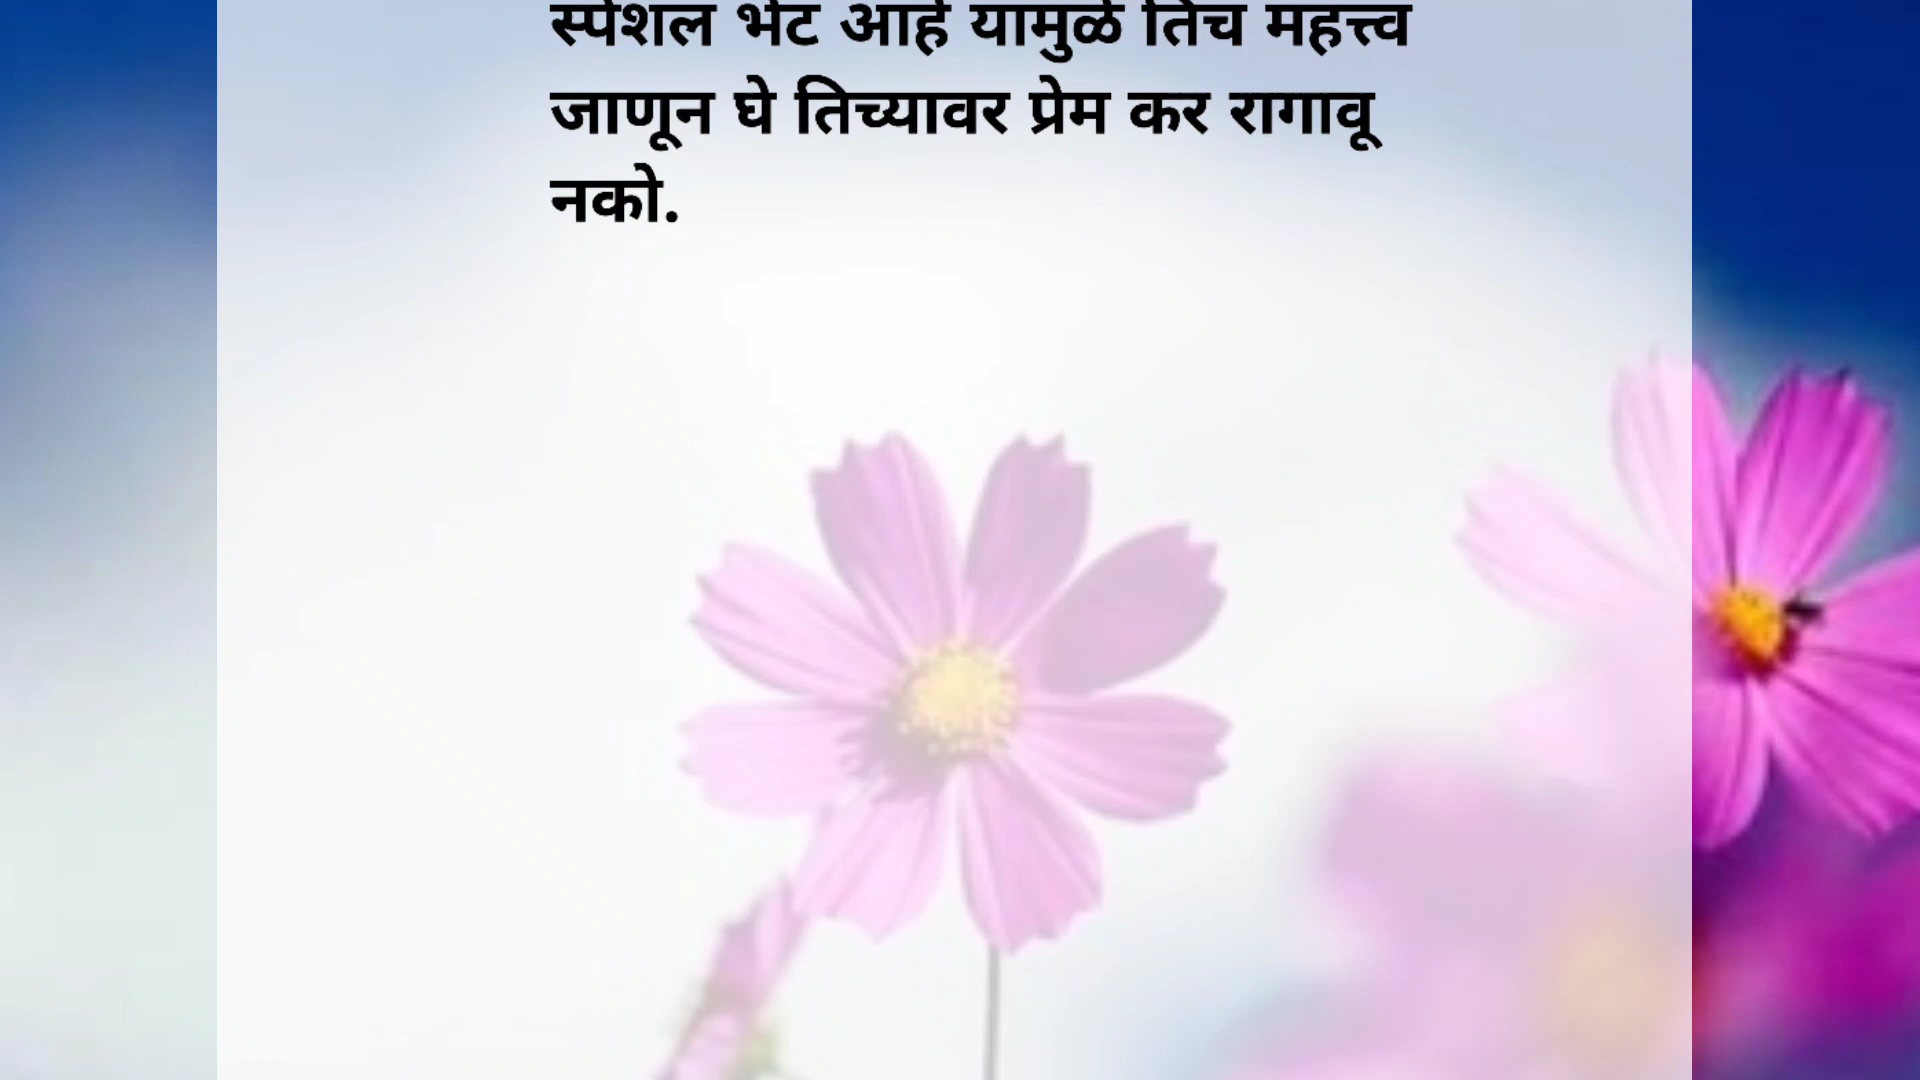 स्पेशल भेट आहे यामुळे तिच महत्त्व
जाणून घे तिच्यावर प्रेम कर रागावू
नको.